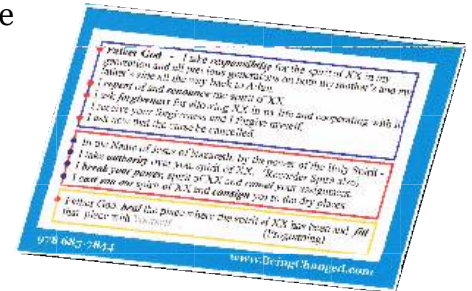 e
Father God - I take responsibility for the spirit of XX in my
generation and all previous generations on both my mother's and my
father's side all the way back to Adam.
I repent of and renounce the spirit of XX
I ask forgiveness for allowing XX in my life and cooperating with it.
I receive your forgiveness and I forgive myself.
I ask now that the curse be cancelled.
In the Name of Jesus of Nazareth, by the power of the Holy Spirit -
I take authority over you spirit of XX.
I break your power, spirit of XX and cancel your assignment.
I cast you out spirit of XX and consign you to the dry places.
Father God, heal the place where the spirit of XX has been and fill
that place with Yourself
978 683-7844
www.BeingChanged.com